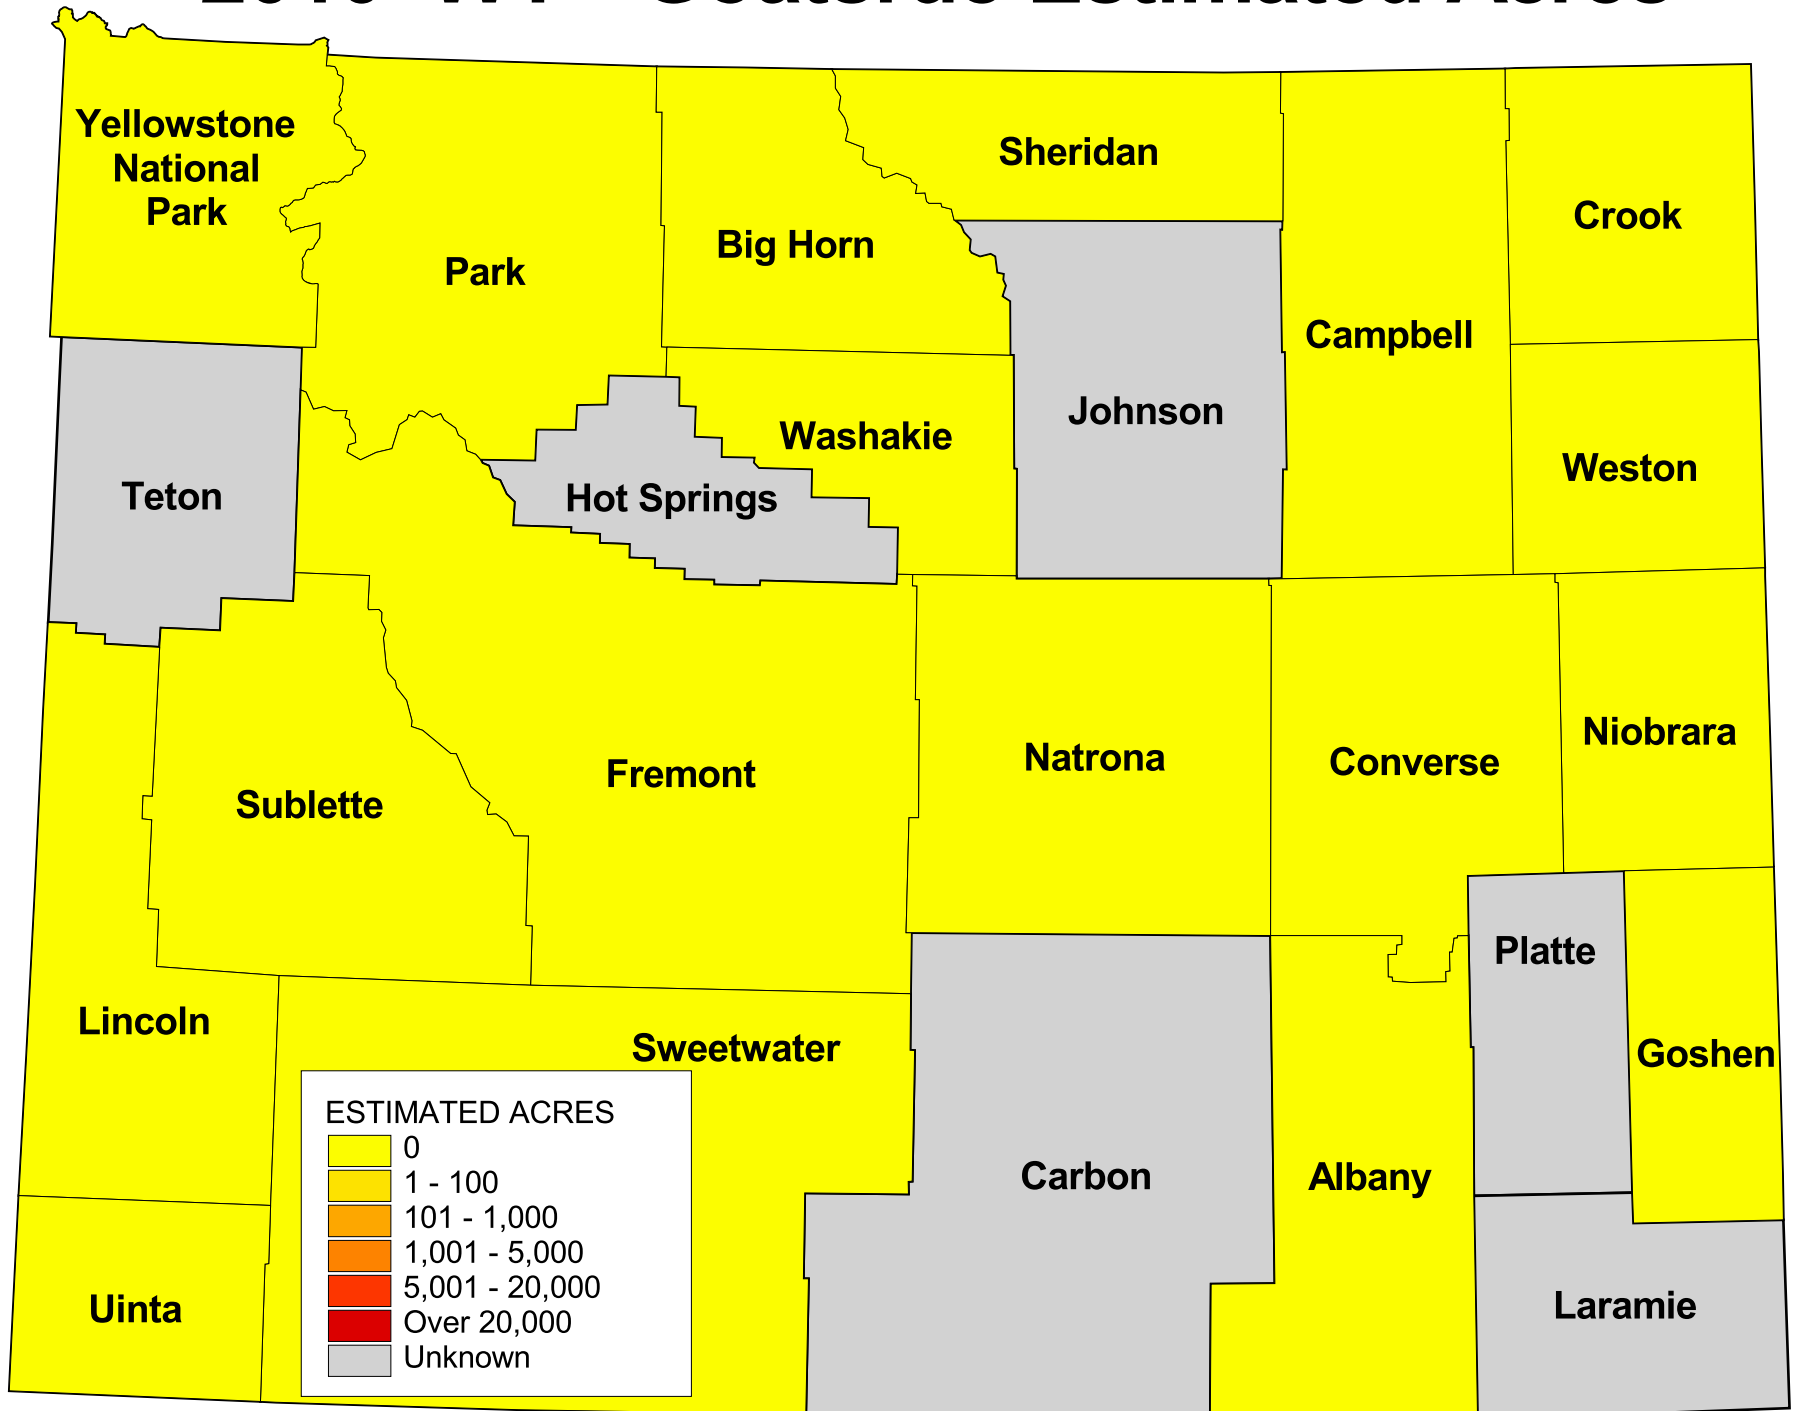 Yellowstone
National
Park
Park
Big Horn
Sheridan
Crook
Campbell
Johnson
Washakie
Weston
Teton
Hot Springs
Niobrara
Natrona
Converse
Fremont
Sublette
Platte
Lincoln
Sweetwater
Goshen
Carbon
Albany
Uinta
Laramie
ESTIMATED ACRES
0
1 - 100
101 - 1,000
1,001 - 5,000
5,001 - 20,000
Over 20,000
Unknown